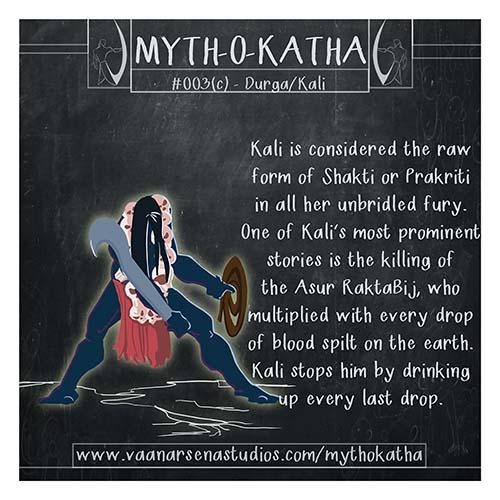 MYTH-O-KATHA
#003(c) - Durga/Kali
Kali is considered the raw
form of Shakti or Prakriti
in all her unbridled fury.
One of Kali's most prominent
stories is the killing of
the Asur RaktaBij, who
multiplied with every drop
of blood spilt on the earth.
Kali stops him by drinking
up every last drop.
www.vaanarsenastudios.com/mythokatha